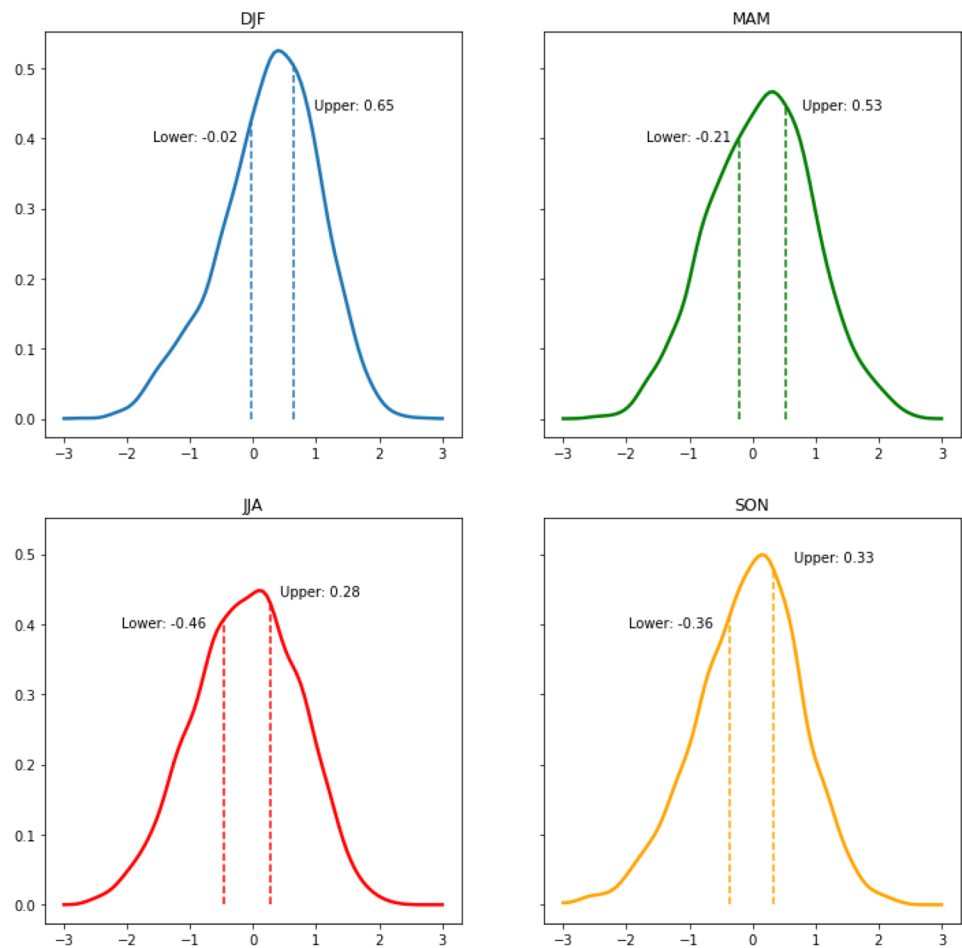 DJF
0.5
0.4
0.3
0.2
0.1
0.0
Lower: -0.02
Upper: 0.65
−3 −2 −1 0 1 2 3
MAM
Lower: -0.21
Upper: 0.53
−3 −2 −1 0 1 2 3
JJA
0.5
0.4
0.3
0.2
0.1
0.0
Lower: -0.46
Upper: 0.28
−3 −2 −1 0 1 2 3
SON
Lower: -0.36
Upper: 0.33
−3 −2 −1 0 1 2 3